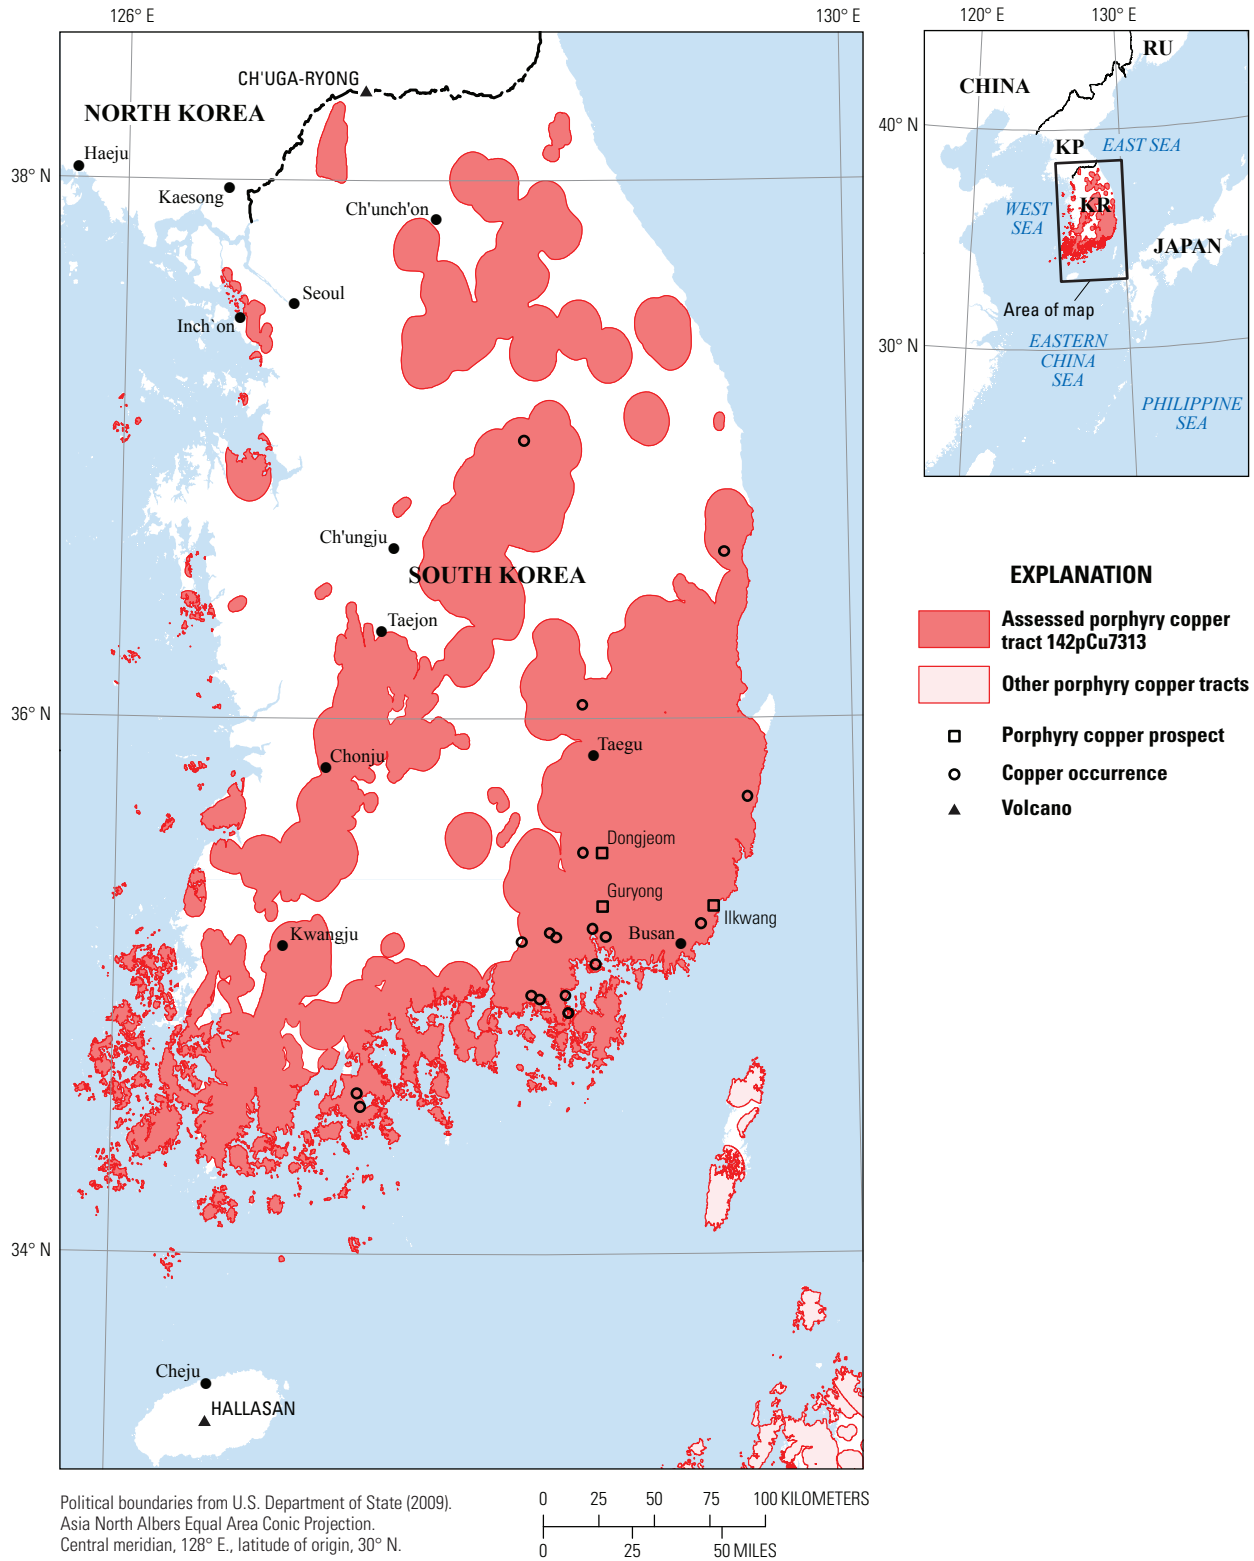 126° E
130° E
CH'UGA-RYONG
NORTH KOREA
Haeju
38° N
Kaesong
Ch'unch'on
Seoul
Inch`on
Ch'ungju
SOUTH KOREA
Taejon
36° N
Taegu
Chonju
Dongjeom
Guryong
Ilkwang
Kwangju
Busan
34° N
Cheju
HALLASAN
120° E
130° E
RU
CHINA
40° N
KP
EAST SEA
WEST
SEA
KR
JAPAN
Area of map
30° N
EASTERN
CHINA
SEA
PHILIPPINE
SEA
EXPLANATION
Assessed porphyry copper
tract 142pCu7313
Other porphyry copper tracts
Porphyry copper prospect
Copper occurrence
Volcano
Political boundaries from U.S. Department of State (2009).
Asia North Albers Equal Area Conic Projection.
Central meridian, 128° E., latitude of origin, 30° N.
0 25 50 75 100 KILOMETERS
0 25 50 MILES